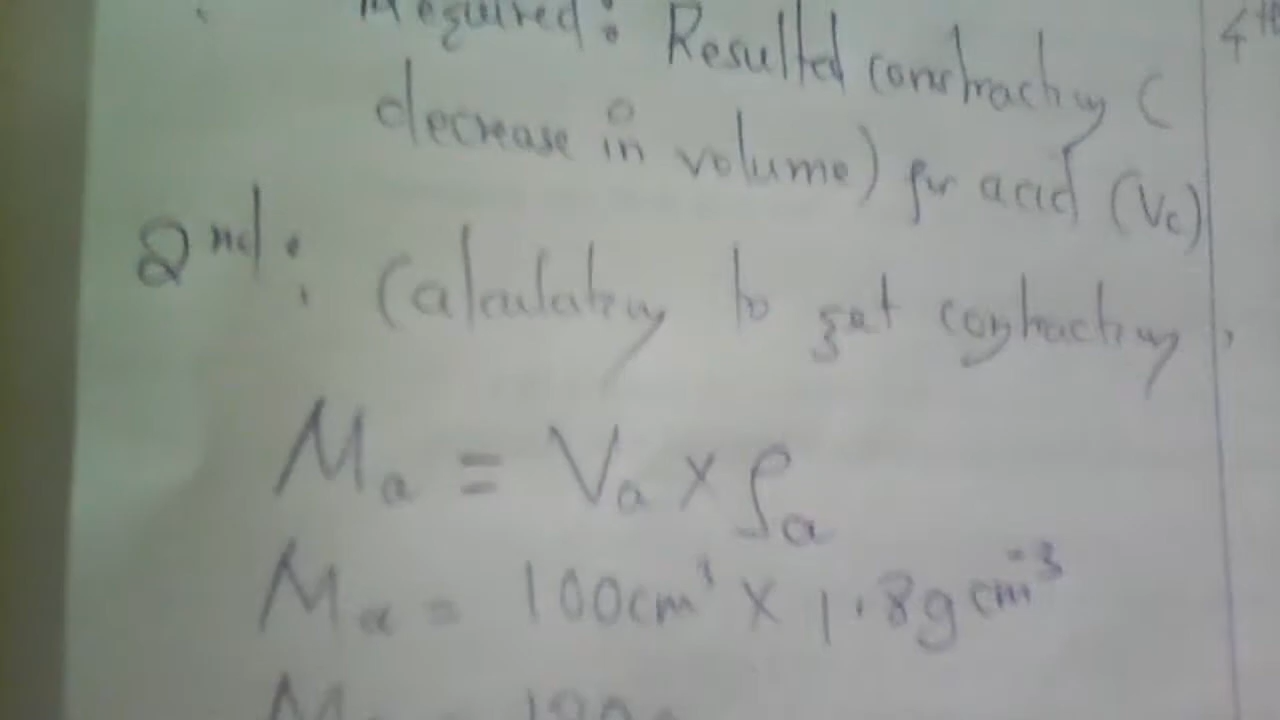 Required: Resulted contraction (
decrease in volume) for acid (Vc)
2nd: Calculation to get contraction
Ma = Va × ρa
Ma = 100cm³ × 1.8g cm⁻³
4th